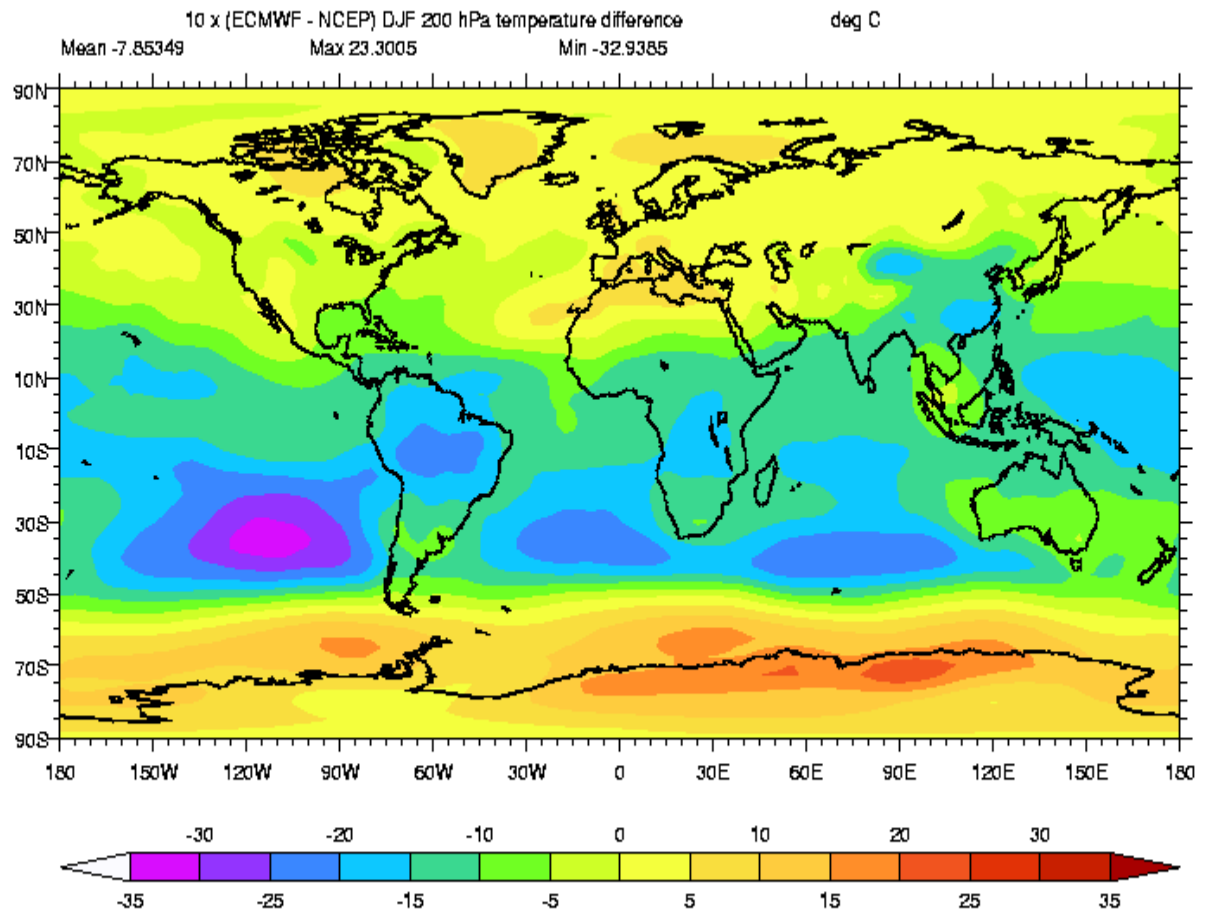 10 x (ECMWF - NCEP) DJF 200 hPa temperature difference deg C
Mean -7.85349 Max 23.3005 Min -32.9385
90N
70N
50N
30N
10N
10S
30S
50S
70S
90S
180 150W 120W 90W 60W 30W 0 30E 60E 90E 120E 150E 180
-30 -20 -10 0 10 20 30
-35 -25 -15 -5 5 15 25 35